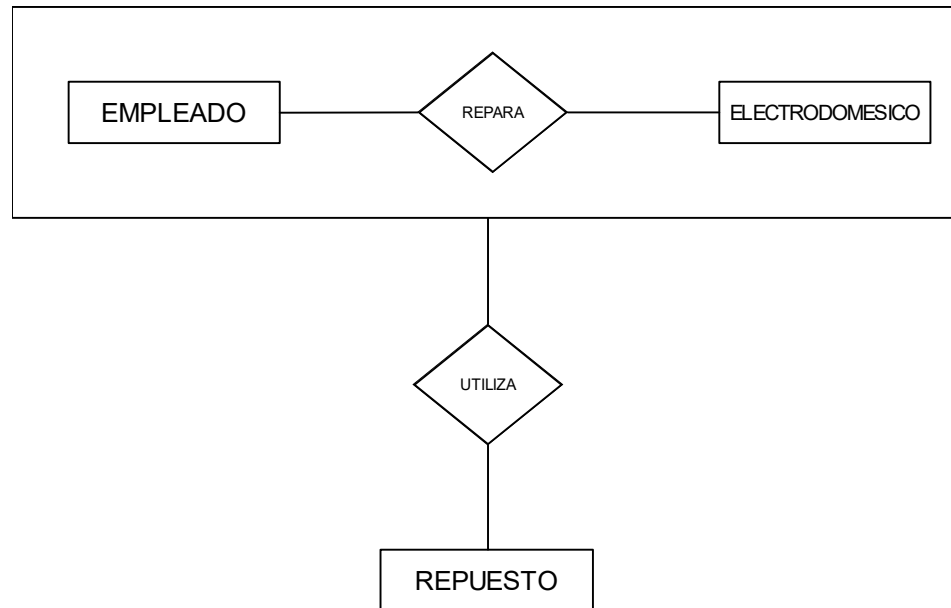 EMPLEADO
REPARA
ELECTRODOMESICO
UTILIZA
REPUESTO